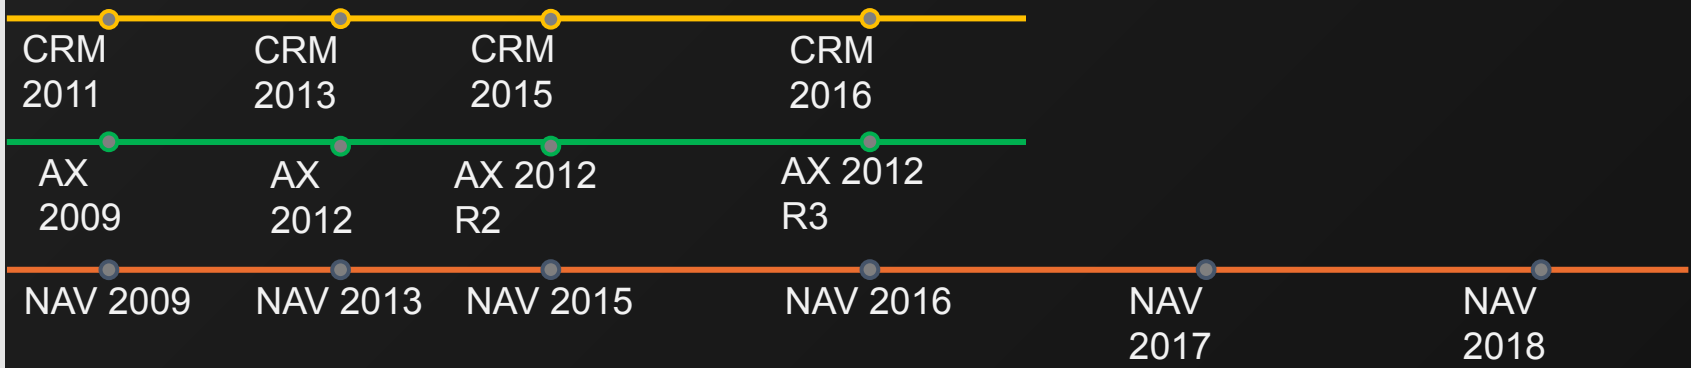 CRM
2011
CRM
2013
CRM
2015
CRM
2016
AX
2009
AX
2012
AX 2012
R2
AX 2012
R3
NAV 2009
NAV 2013
NAV 2015
NAV 2016
NAV
2017
NAV
2018